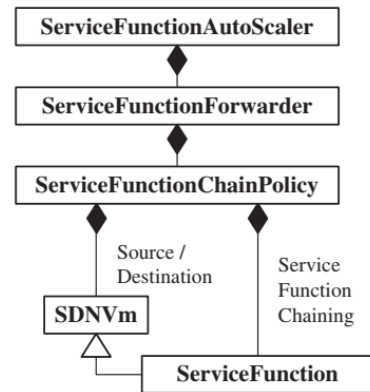 ServiceFunctionAutoScaler
ServiceFunctionForwarder
ServiceFunctionChainPolicy
Source /
Destination
Service
Function
Chaining
SDNVm
ServiceFunction